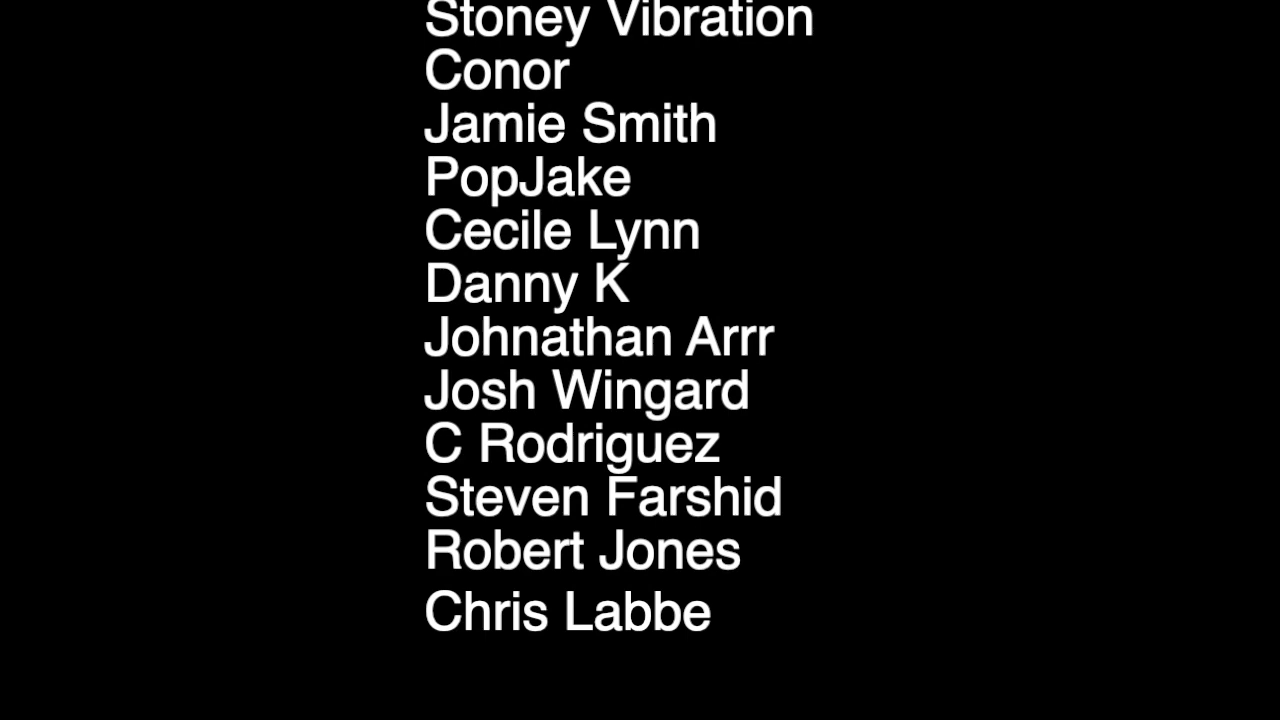 Stoney Vibration
Conor
Jamie Smith
PopJake
Cecile Lynn
Danny K
Johnathan Arrr
Josh Wingard
C Rodriguez
Steven Farshid
Robert Jones
Chris Labbe